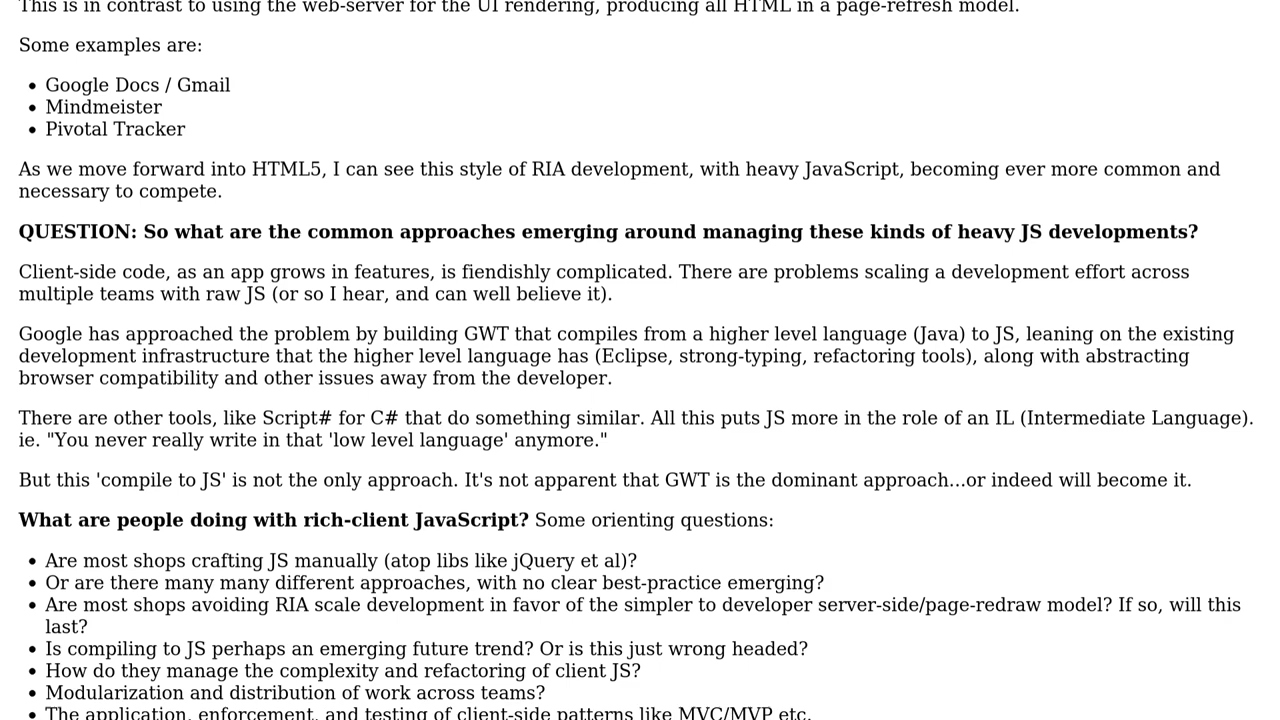 This is in contrast to using the web-server for the UI rendering, producing all HTML in a page-refresh model.
Some examples are:
• Google Docs / Gmail
• Mindmeister
• Pivotal Tracker
As we move forward into HTML5, I can see this style of RIA development, with heavy JavaScript, becoming ever more common and
necessary to compete.
QUESTION: So what are the common approaches emerging around managing these kinds of heavy JS developments?
Client-side code, as an app grows in features, is fiendishly complicated. There are problems scaling a development effort across
multiple teams with raw JS (or so I hear, and can well believe it).
Google has approached the problem by building GWT that compiles from a higher level language (Java) to JS, leaning on the existing
development infrastructure that the higher level language has (Eclipse, strong-typing, refactoring tools), along with abstracting
browser compatibility and other issues away from the developer.
There are other tools, like Script# for C# that do something similar. All this puts JS more in the role of an IL (Intermediate Language).
ie. "You never really write in that 'low level language' anymore."
But this 'compile to JS' is not the only approach. It's not apparent that GWT is the dominant approach...or indeed will become it.
What are people doing with rich-client JavaScript? Some orienting questions:
• Are most shops crafting JS manually (atop libs like jQuery et al)?
• Or are there many many different approaches, with no clear best-practice emerging?
• Are most shops avoiding RIA scale development in favor of the simpler to developer server-side/page-redraw model? If so, will this
last?
• Is compiling to JS perhaps an emerging future trend? Or is this just wrong headed?
• How do they manage the complexity and refactoring of client JS?
• Modularization and distribution of work across teams?
• The application, enforcement, and testing of client-side patterns like MVC/MVP etc.